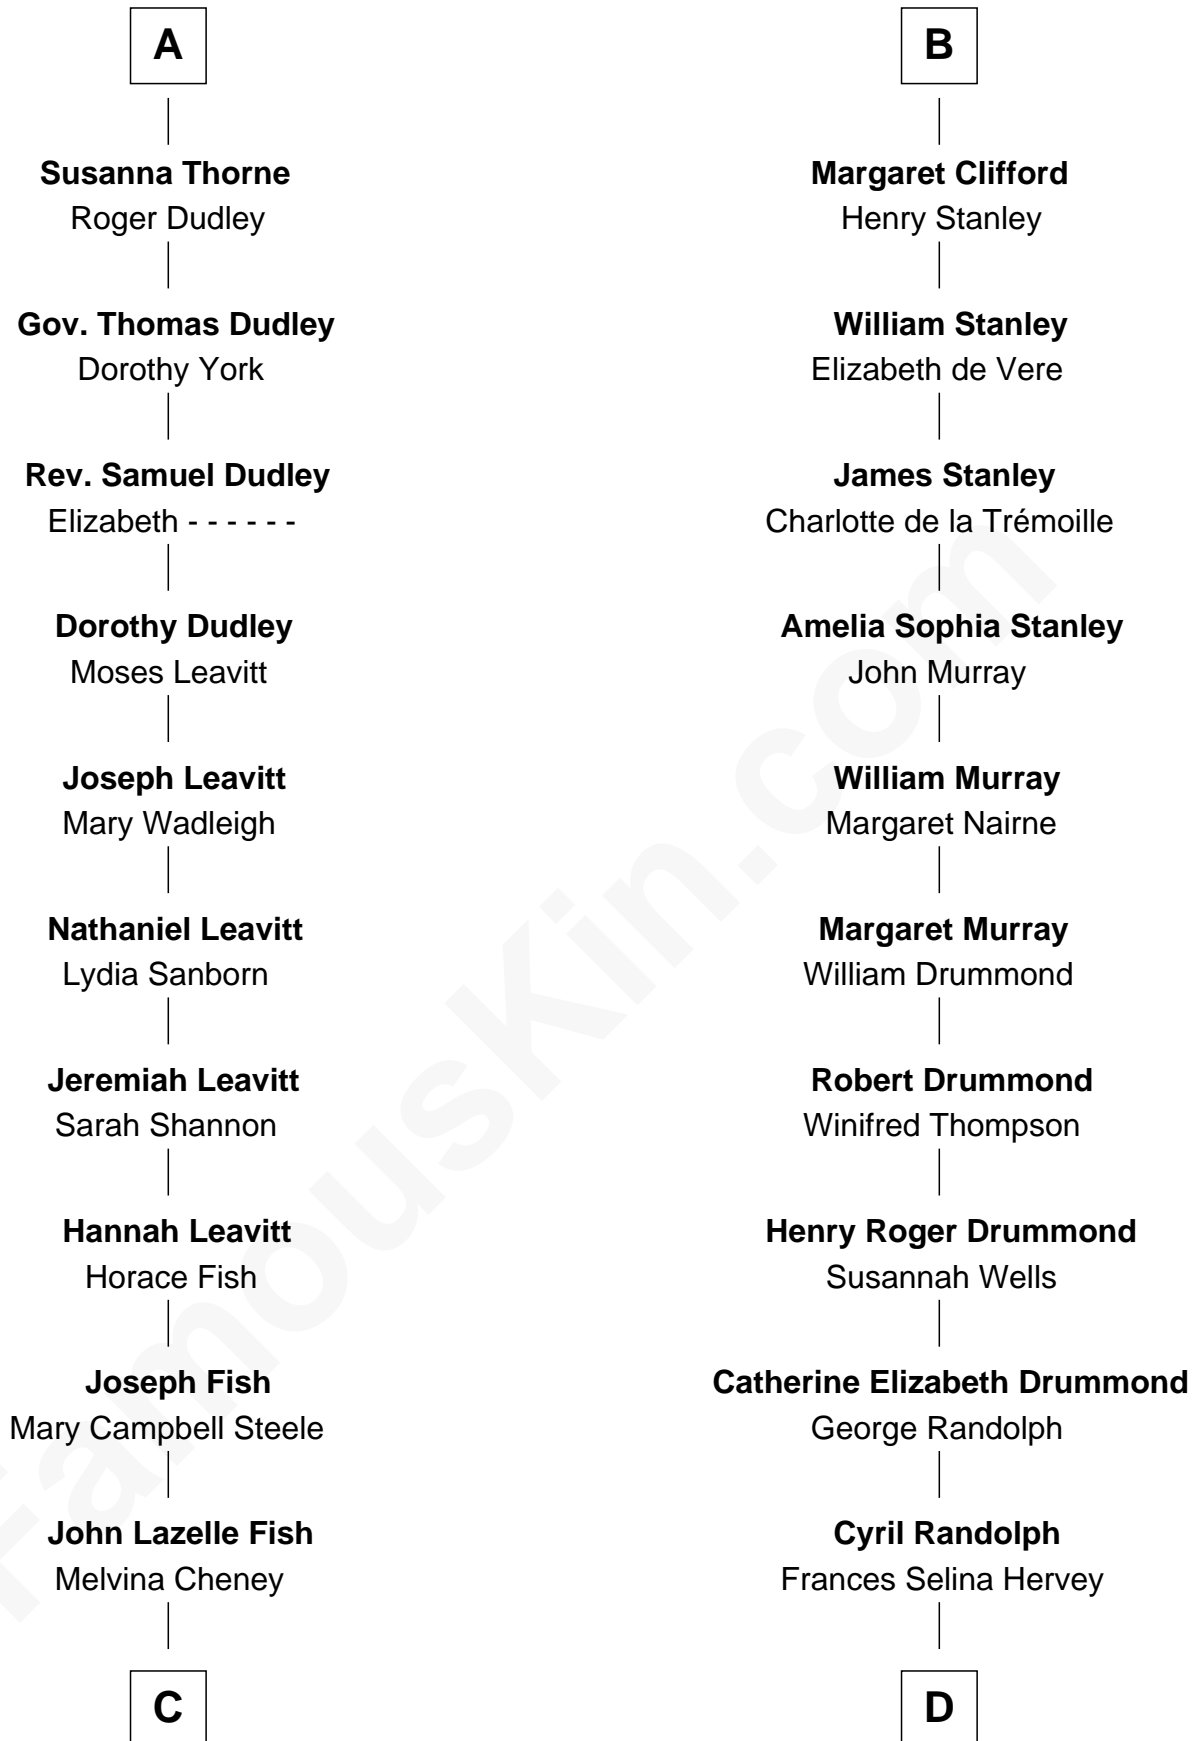 A
Susanna Thorne
Roger Dudley
Gov. Thomas Dudley
Dorothy York
Rev. Samuel Dudley
Elizabeth - - - - - -
Dorothy Dudley
Moses Leavitt
Joseph Leavitt
Mary Wadleigh
Nathaniel Leavitt
Lydia Sanborn
Jeremiah Leavitt
Sarah Shannon
Hannah Leavitt
Horace Fish
Joseph Fish
Mary Campbell Steele
John Lazelle Fish
Melvina Cheney
C
B
Margaret Clifford
Henry Stanley
William Stanley
Elizabeth de Vere
James Stanley
Charlotte de la Trémoille
Amelia Sophia Stanley
John Murray
William Murray
Margaret Nairne
Margaret Murray
William Drummond
Robert Drummond
Winifred Thompson
Henry Roger Drummond
Susannah Wells
Catherine Elizabeth Drummond
George Randolph
Cyril Randolph
Frances Selina Hervey
D
FamousKin.com